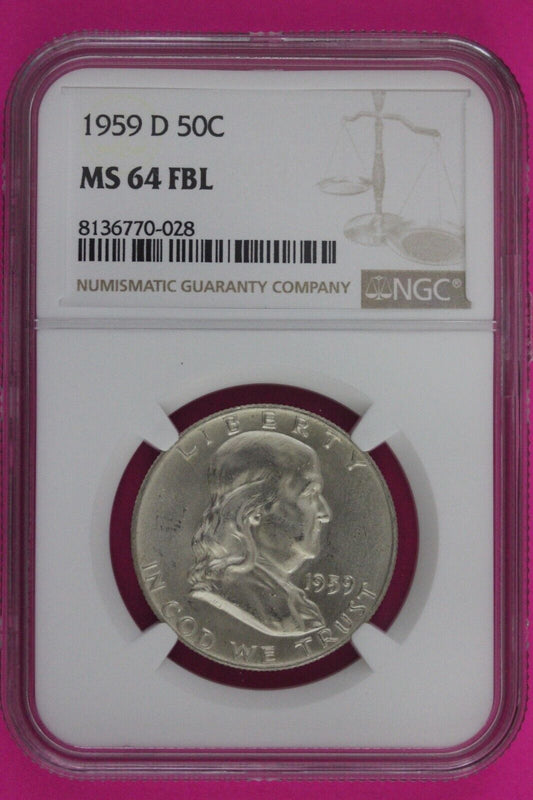 1959 D 50C
MS 64 FBL
8136770-028
NUMISMATIC GUARANTY COMPANY
NGC®
LIBERTY
1959
IN GOD WE TRUST